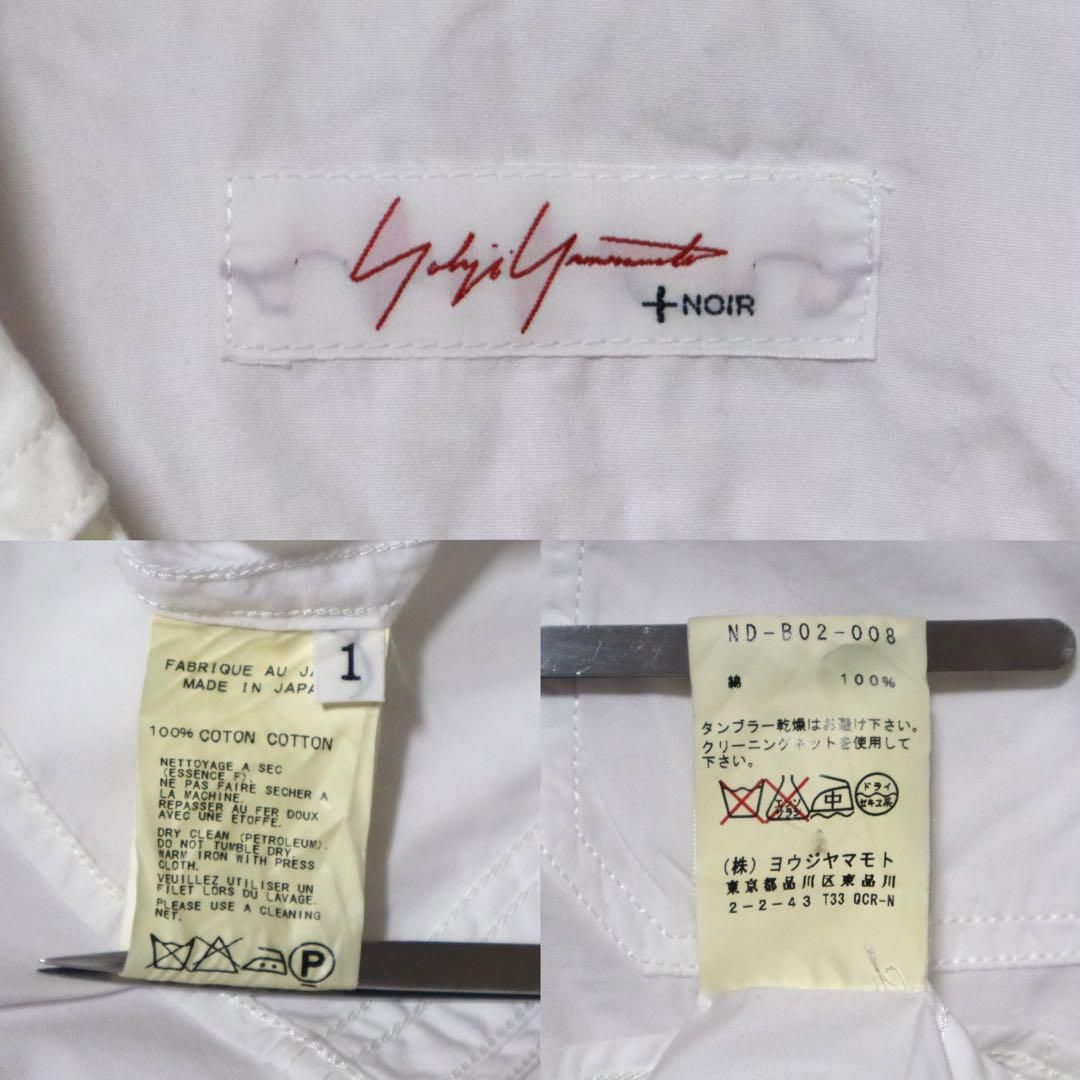 Yohji Yamamoto
+NOIR
FABRIQUE AU JA
MADE IN JAPA
1
100% COTON COTTON
NETTOYAGE A SEC
(ESSENCE F).
NE PAS FAIRE SECHER A
LA MACHINE.
REPASSER AU FER DOUX
AVEC UNE ETOFFE.
DRY CLEAN (PETROLEUM).
DO NOT TUMBLE DRY.
WARM IRON WITH PRESS
CLOTH.
VEUILLEZ UTILISER UN
FILET LORS DU LAVAGE.
PLEASE USE A CLEANING
NET.
P
ND-B02-008
綿 100%
タンブラー乾燥はお避け下さい。
クリーニングネットを使用して
下さい。
エンソ サラシ 中 ドライ セキユ系
(株) ヨウジヤマモト
東京都品川区東品川
2-2-43 T33 QCR-N